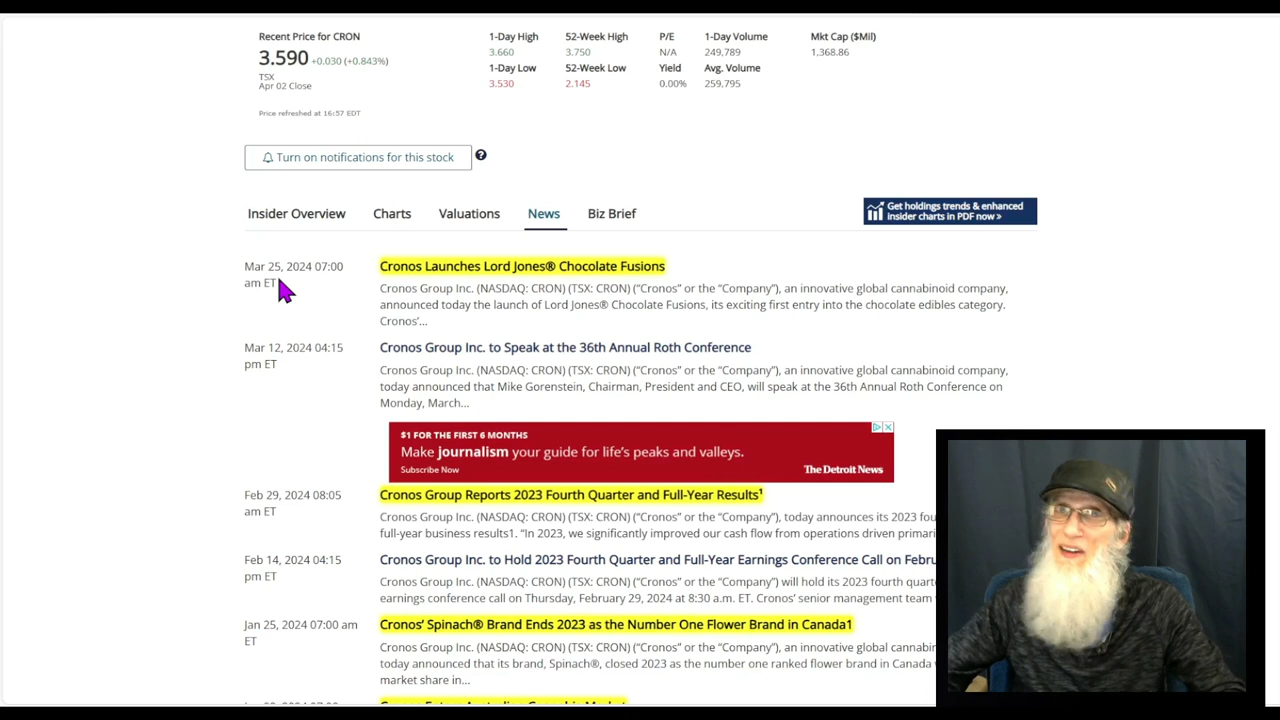 Recent Price for CRON
3.590 +0.030 (+0.843%)
TSX
Apr 02 Close
Price refreshed at 16:57 EDT
1-Day High
3.660
1-Day Low
3.530
52-Week High
3.750
52-Week Low
2.145
P/E
N/A
Yield
0.00%
1-Day Volume
249,789
Avg. Volume
259,795
Mkt Cap ($Mil)
1,368.86
Turn on notifications for this stock ?
Insider Overview Charts Valuations News Biz Brief
Get holdings trends & enhanced
insider charts in PDF now »
Mar 25, 2024 07:00
am ET
Cronos Launches Lord Jones® Chocolate Fusions
Cronos Group Inc. (NASDAQ: CRON) (TSX: CRON) (“Cronos” or the “Company”), an innovative global cannabinoid company,
announced today the launch of Lord Jones® Chocolate Fusions, its exciting first entry into the chocolate edibles category.
Cronos’...
Mar 12, 2024 04:15
pm ET
Cronos Group Inc. to Speak at the 36th Annual Roth Conference
Cronos Group Inc. (NASDAQ: CRON) (TSX: CRON) (“Cronos” or the “Company”), an innovative global cannabinoid company,
today announced that Mike Gorenstein, Chairman, President and CEO, will speak at the 36th Annual Roth Conference on
Monday, March...
$1 FOR THE FIRST 6 MONTHS
Make journalism your guide for life’s peaks and valleys.
Subscribe Now
The Detroit News
Feb 29, 2024 08:05
am ET
Cronos Group Reports 2023 Fourth Quarter and Full-Year Results¹
Cronos Group Inc. (NASDAQ: CRON) (TSX: CRON) (“Cronos” or the “Company”), today announces its 2023 fou
full-year business results1. “In 2023, we significantly improved our cash flow from operations driven primari
Feb 14, 2024 04:15
pm ET
Cronos Group Inc. to Hold 2023 Fourth Quarter and Full-Year Earnings Conference Call on Febru
Cronos Group Inc. (NASDAQ: CRON) (TSX: CRON) (“Cronos” or the “Company”) will hold its 2023 fourth quarte
earnings conference call on Thursday, February 29, 2024 at 8:30 a.m. ET. Cronos’ senior management team
Jan 25, 2024 07:00 am
ET
Cronos’ Spinach® Brand Ends 2023 as the Number One Flower Brand in Canada1
Cronos Group Inc. (NASDAQ: CRON) (TSX: CRON) (“Cronos” or the “Company”), an innovative global cannabin
today announced that its brand, Spinach®, closed 2023 as the number one ranked flower brand in Canada
market share in...